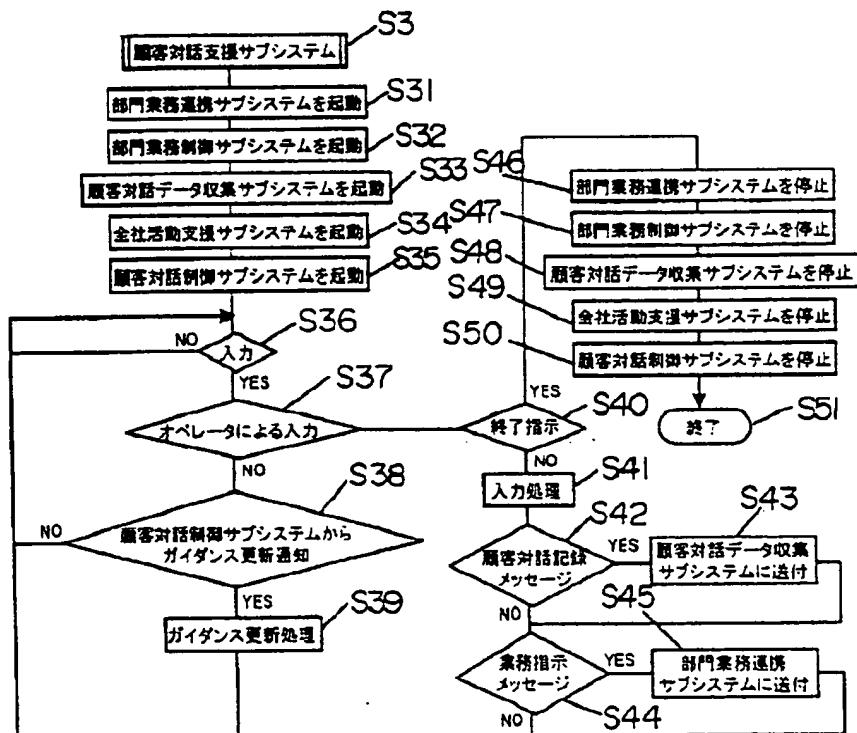 顧客対話支援サブシステム
S3
部門業務連携サブシステムを起動
S31
部門業務制御サブシステムを起動
S32
顧客対話データ収集サブシステムを起動
S33
全社活動支援サブシステムを起動
S34
顧客対話制御サブシステムを起動
S35
入力
S36
NO
YES
オペレータによる入力
S37
NO
顧客対話制御サブシステムから
ガイダンス更新通知
S38
NO
YES
ガイダンス更新処理
S39
終了指示
S40
YES
NO
入力処理
S41
顧客対話記録
メッセージ
S42
YES
NO
顧客対話データ収集
サブシステムに送付
S43
業務指示
メッセージ
S44
YES
NO
部門業務連携
サブシステムに送付
S45
S46
部門業務連携サブシステムを停止
S47
部門業務制御サブシステムを停止
S48
顧客対話データ収集サブシステムを停止
S49
全社活動支援サブシステムを停止
S50
顧客対話制御サブシステムを停止
終了
S51